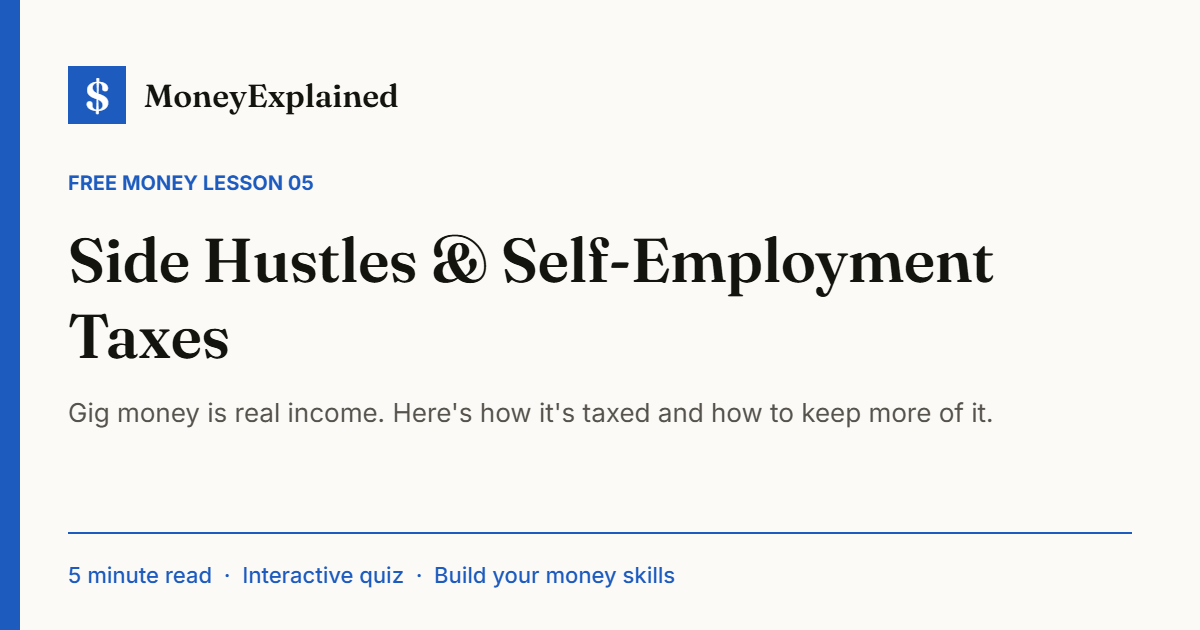 $ MoneyExplained
FREE MONEY LESSON 05
Side Hustles & Self-Employment
Taxes
Gig money is real income. Here's how it's taxed and how to keep more of it.
5 minute read · Interactive quiz · Build your money skills